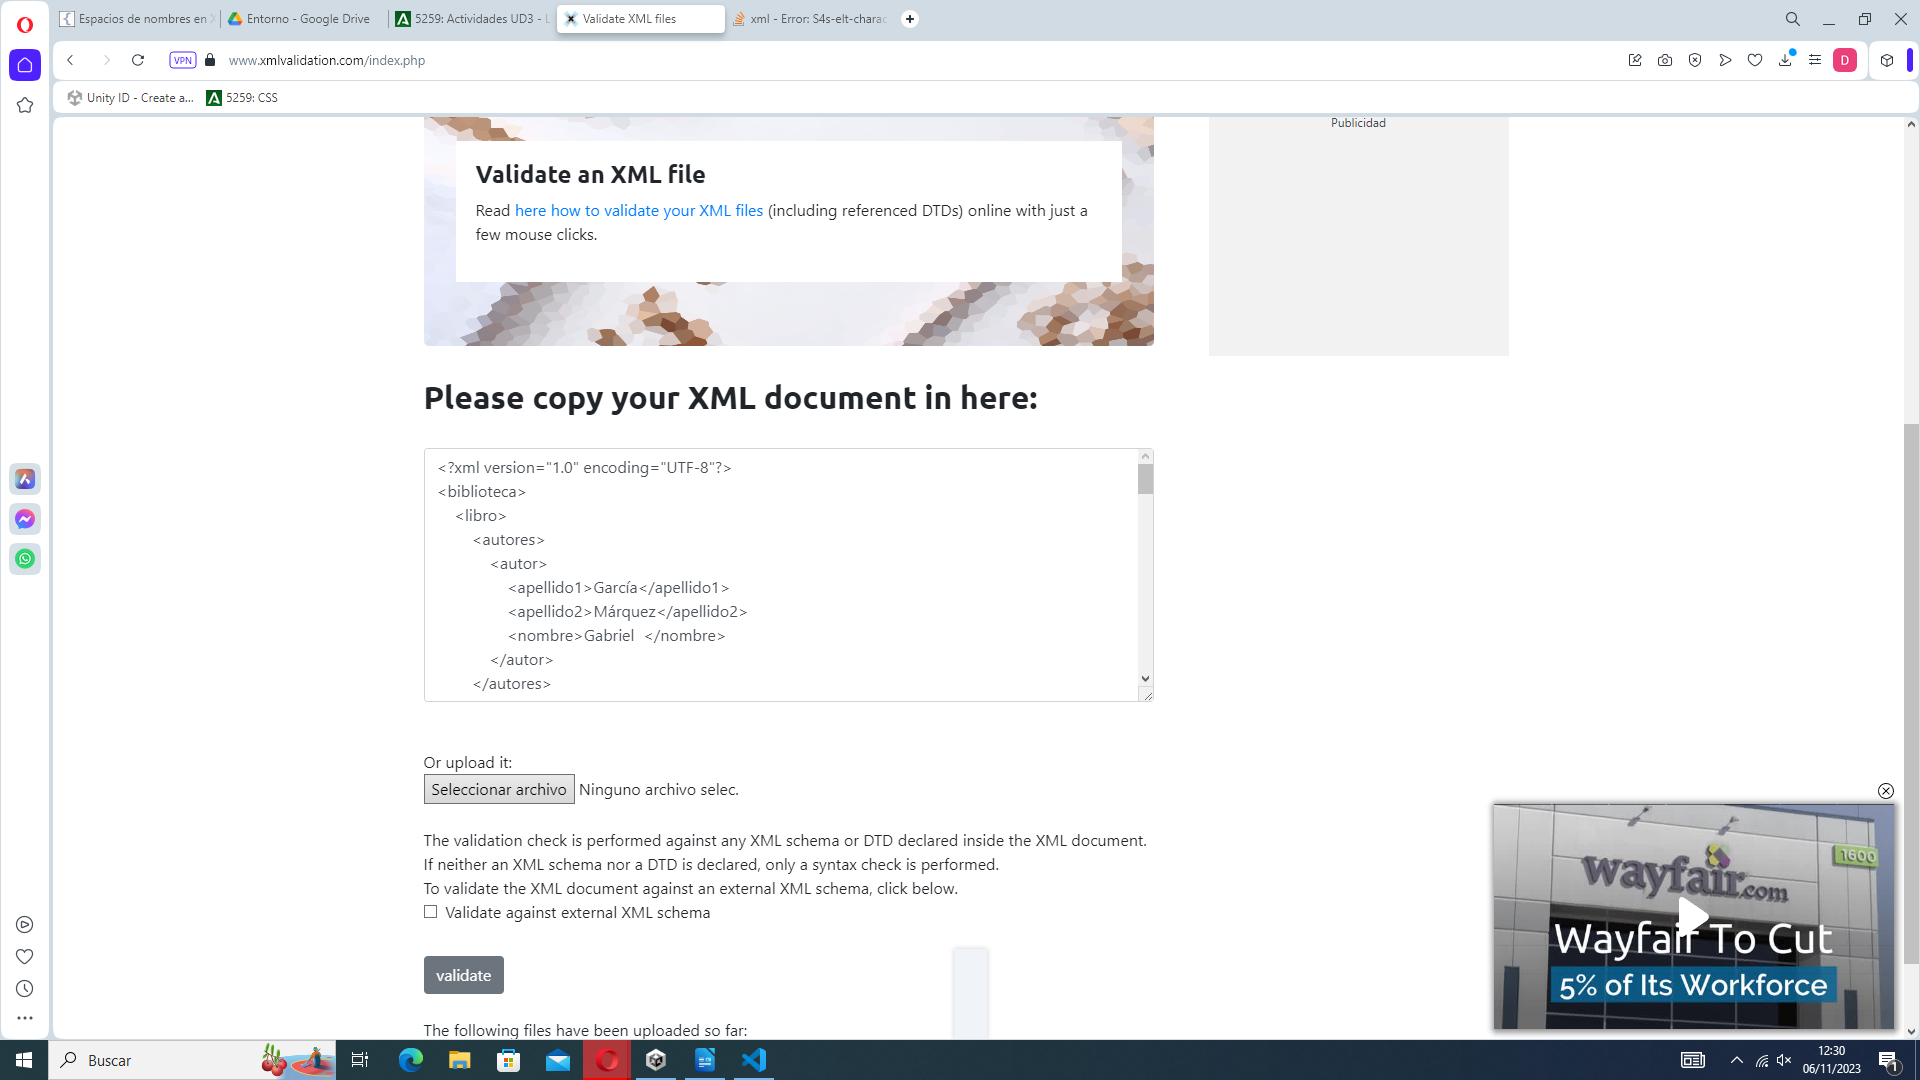 Espacios de nombres en X
Entorno - Google Drive
5259: Actividades UD3 - L
Validate XML files
xml - Error: S4s-elt-charac
VPN
www.xmlvalidation.com/index.php
D
Unity ID - Create a...
5259: CSS
Publicidad
Validate an XML file
Read here how to validate your XML files (including referenced DTDs) online with just a
few mouse clicks.
Please copy your XML document in here:
<?xml version="1.0" encoding="UTF-8"?>
<biblioteca>
<libro>
<autores>
<autor>
<apellido1>García</apellido1>
<apellido2>Márquez</apellido2>
<nombre>Gabriel  </nombre>
</autor>
</autores>
Or upload it:
Seleccionar archivo Ninguno archivo selec.
The validation check is performed against any XML schema or DTD declared inside the XML document.
If neither an XML schema nor a DTD is declared, only a syntax check is performed.
To validate the XML document against an external XML schema, click below.
Validate against external XML schema
validate
The following files have been uploaded so far:
1600
wayfair.com
Wayfair To Cut
5% of Its Workforce
Buscar
12:30
06/11/2023
1